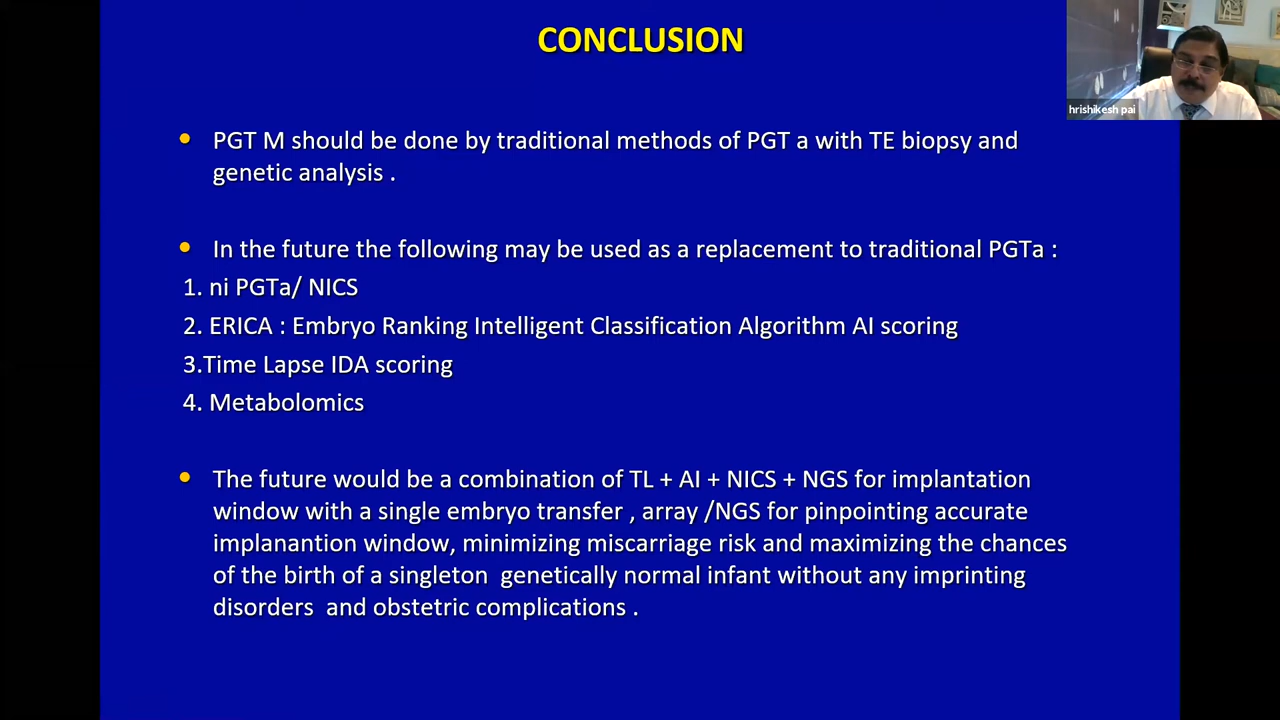 CONCLUSION
hrishikesh pai
• PGT M should be done by traditional methods of PGT a with TE biopsy and
genetic analysis .
• In the future the following may be used as a replacement to traditional PGTa :
1. ni PGTa/ NICS
2. ERICA : Embryo Ranking Intelligent Classification Algorithm AI scoring
3.Time Lapse IDA scoring
4. Metabolomics
• The future would be a combination of TL + AI + NICS + NGS for implantation
window with a single embryo transfer , array /NGS for pinpointing accurate
implanantion window, minimizing miscarriage risk and maximizing the chances
of the birth of a singleton genetically normal infant without any imprinting
disorders and obstetric complications .